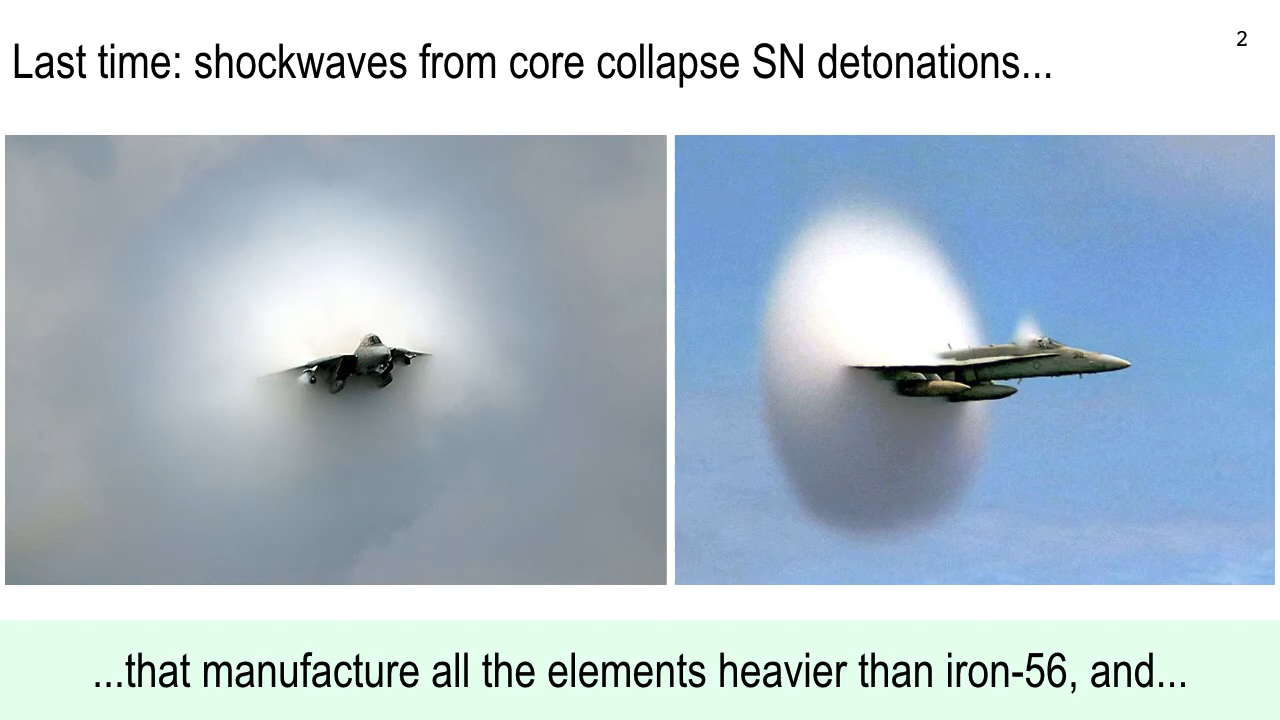 Last time: shockwaves from core collapse SN detonations...
2
...that manufacture all the elements heavier than iron-56, and...